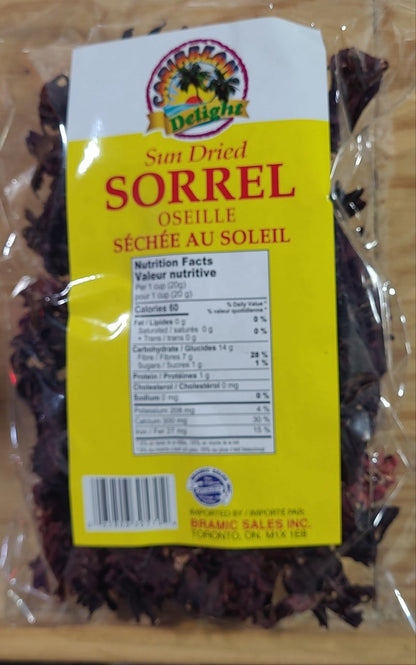 CARIBBEAN
Delight
Sun Dried
SORREL
OSEILLE
SÉCHÉE AU SOLEIL
Nutrition Facts
Valeur nutritive
Per 1 cup (20g)
pour 1 cup (20 g)
% Daily Value*
Calories 60 % valeur quotidienne*
Fat / Lipides 0 g 0 %
Saturated / saturés 0 g 0 %
+ Trans / trans 0 g
Carbohydrate / Glucides 14 g
Fibre / Fibres 7 g 28 %
Sugars / Sucres 1 g 1 %
Protein / Protéines 1 g
Cholesterol / Cholestérol 0 mg
Sodium 0 mg 0 %
Potassium 208 mg 4 %
Calcium 300 mg 30 %
Iron / Fer 27 mg 15 %
IMPORTED BY / IMPORTÉ PAR:
BRAMIC SALES INC.
TORONTO, ON. M1X 1E8